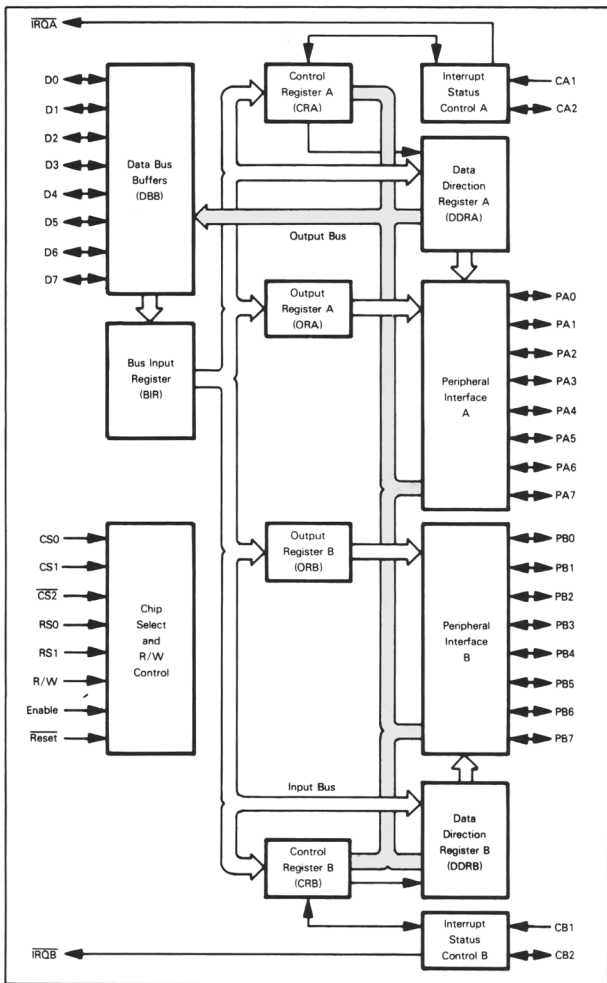 IRQA
D0
D1
D2
D3
D4
D5
D6
D7
Data Bus
Buffers
(DBB)
Control
Register A
(CRA)
Interrupt
Status
Control A
CA1
CA2
Data
Direction
Register A
(DDRA)
Output Bus
Bus Input
Register
(BIR)
Output
Register A
(ORA)
Peripheral
Interface
A
PA0
PA1
PA2
PA3
PA4
PA5
PA6
PA7
CS0
CS1
CS2
RS0
RS1
R/W
Enable
Reset
Chip
Select
and
R/W
Control
Output
Register B
(ORB)
Peripheral
Interface
B
PB0
PB1
PB2
PB3
PB4
PB5
PB6
PB7
Input Bus
Control
Register B
(CRB)
Data
Direction
Register B
(DDRB)
Interrupt
Status
Control B
CB1
CB2
IRQB